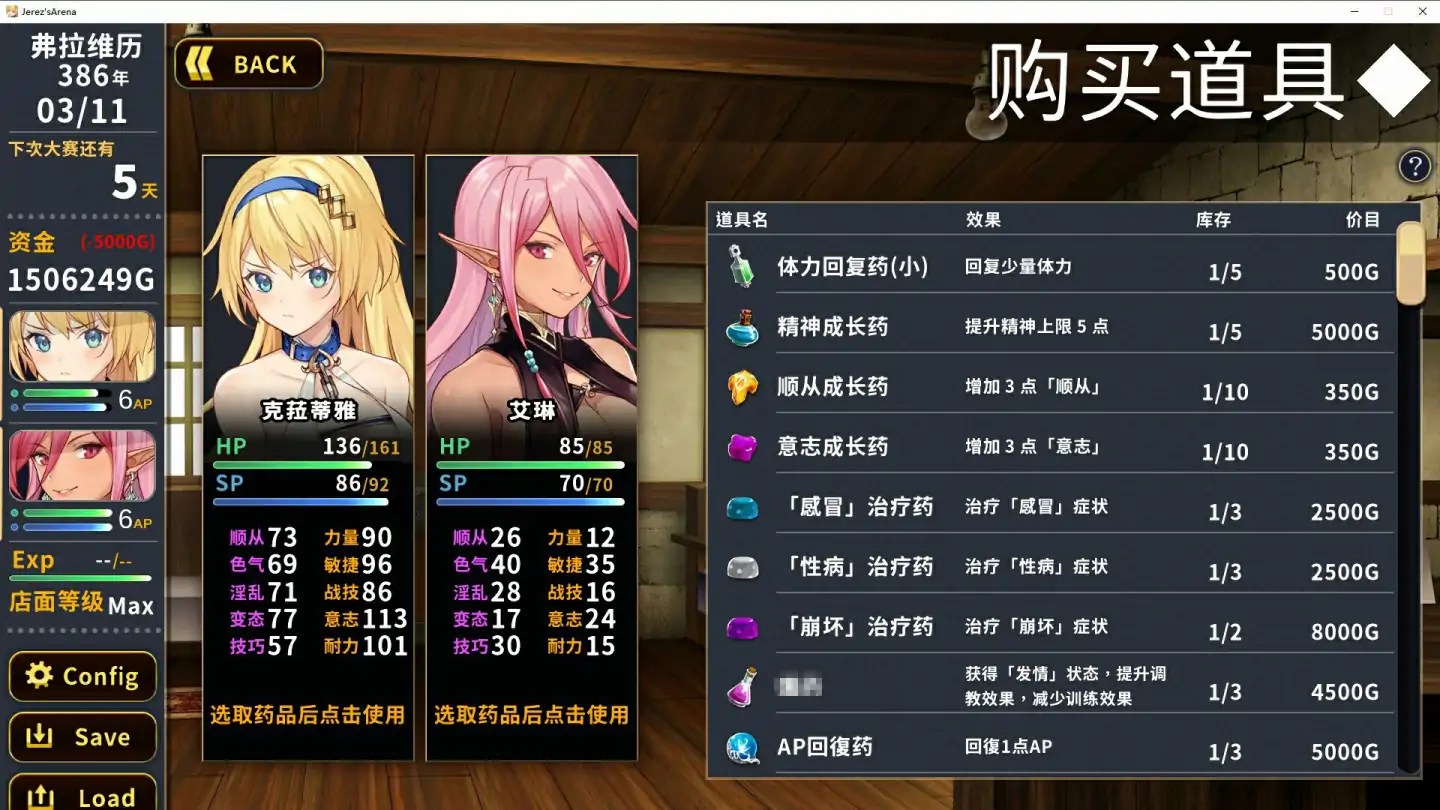 Jerez'sArena
弗拉维历
386年
03/11
下次大赛还有
5天
资金 (-5000G)
1506249G
6AP
6AP
Exp --/--
店面等级 Max
Config
Save
Load
BACK
购买道具
?
克菈蒂雅
HP 136/161
SP 86/92
顺从73 力量90
色气69 敏捷96
淫乱71 战技86
变态77 意志113
技巧57 耐力101
选取药品后点击使用
艾琳
HP 85/85
SP 70/70
顺从26 力量12
色气40 敏捷35
淫乱28 战技16
变态17 意志24
技巧30 耐力15
选取药品后点击使用
道具名 效果 库存 价目
体力回复药(小) 回复少量体力 1/5 500G
精神成长药 提升精神上限 5 点 1/5 5000G
顺从成长药 增加 3 点「顺从」 1/10 350G
意志成长药 增加 3 点「意志」 1/10 350G
「感冒」治疗药 治疗「感冒」症状 1/3 2500G
「性病」治疗药 治疗「性病」症状 1/3 2500G
「崩坏」治疗药 治疗「崩坏」症状 1/2 8000G
获得「发情」状态，提升调
教效果，减少训练效果 1/3 4500G
AP回復药 回復1点AP 1/3 5000G